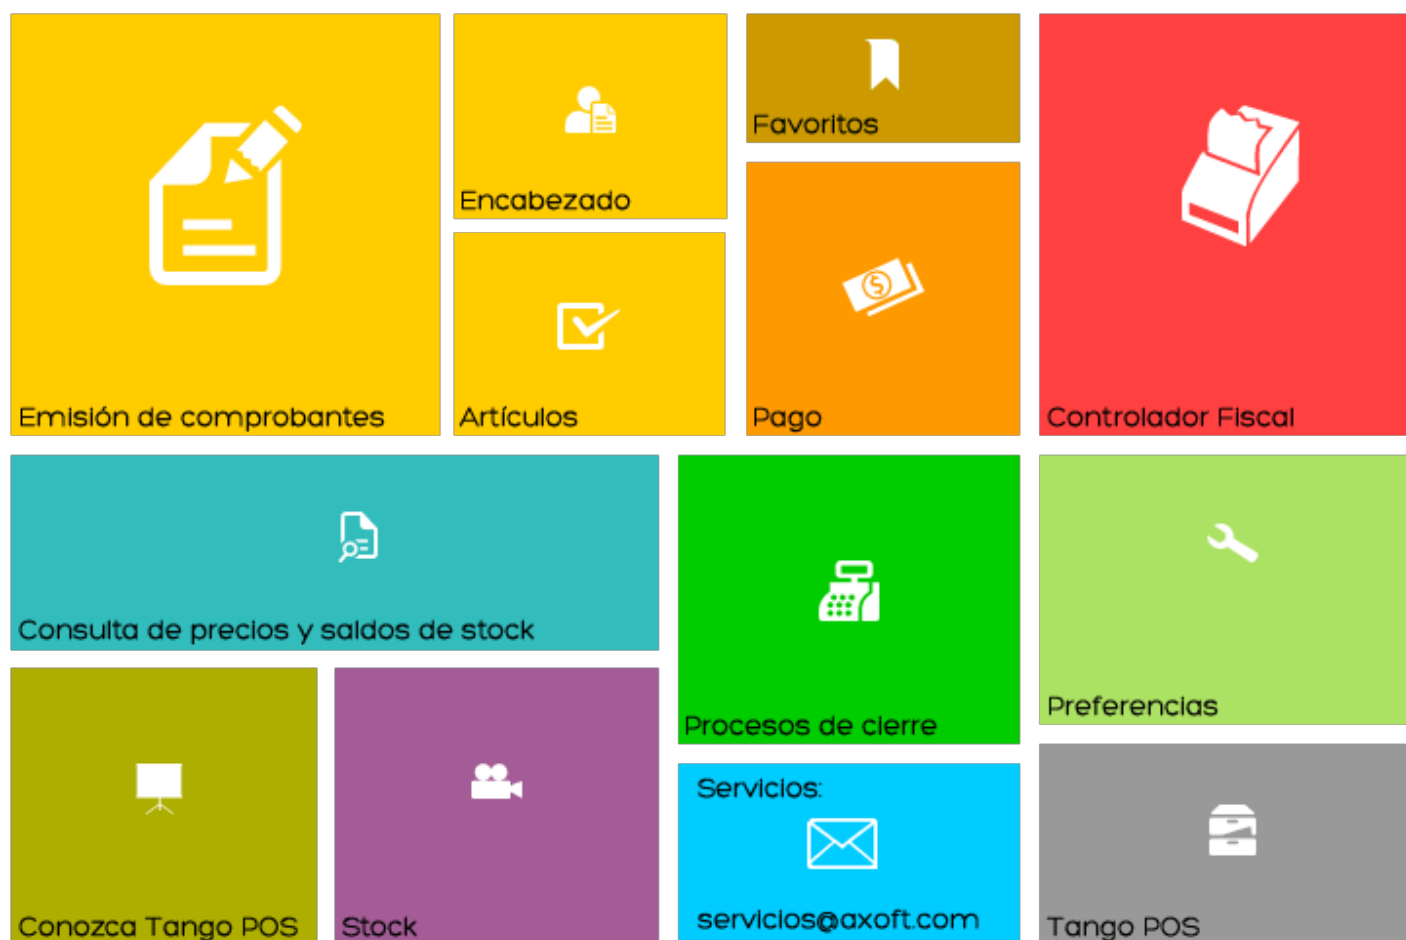 Favoritos
Encabezado
Emisión de comprobantes
Artículos
Pago
Controlador Fiscal
Consulta de precios y saldos de stock
Procesos de cierre
Preferencias
Servicios:
servicios@axoft.com
Conozca Tango POS
Stock
Tango POS